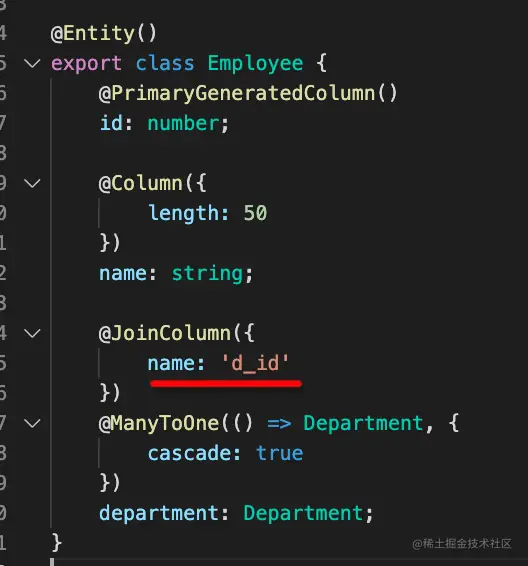 4 @Entity()
5 export class Employee {
6 @PrimaryGeneratedColumn()
7 id: number;
8
9 @Column({
0 length: 50
1 })
2 name: string;
3
4 @JoinColumn({
5 name: 'd_id'
6 })
7 @ManyToOne(() => Department, {
8 cascade: true
9 })
0 department: Department;
1 }
@稀土掘金技术社区